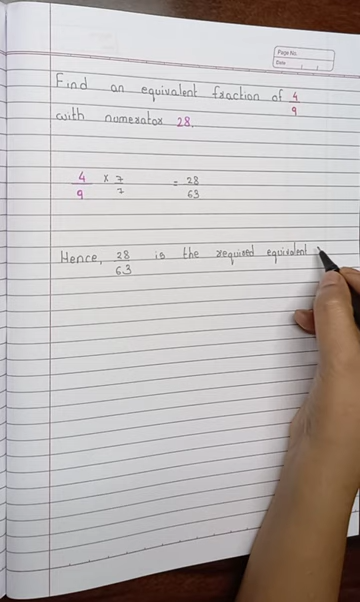 Page No.
Date
Find an equivalent fraction of 4/9
with numerator 28.
4/9 × 7/7 = 28/63
Hence, 28/63 is the required equivalent